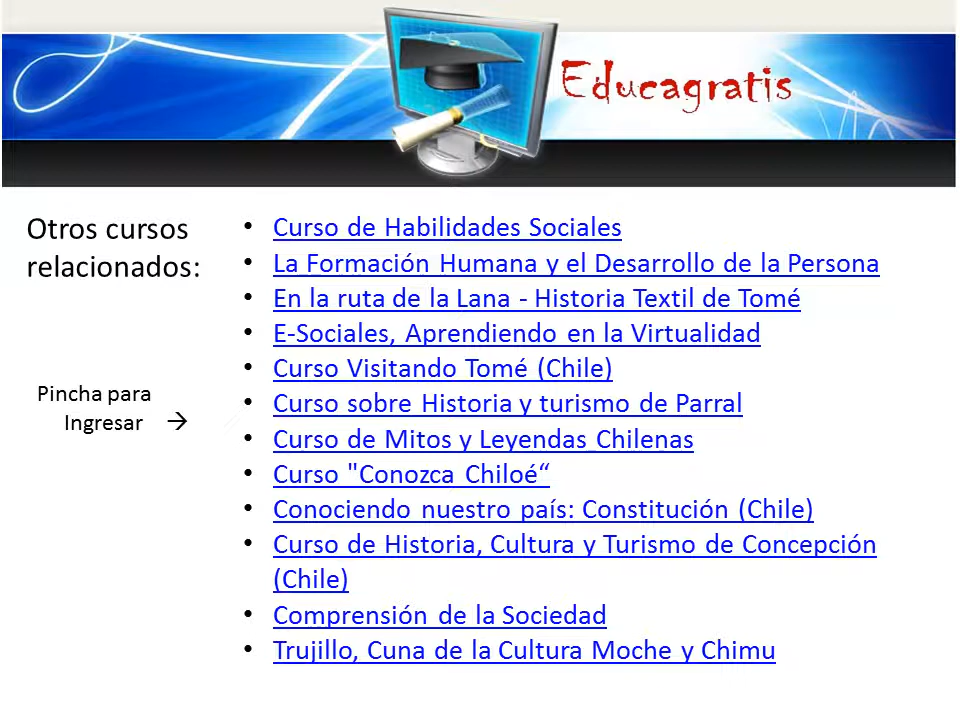 Educagratis
Otros cursos
relacionados:
Pincha para
Ingresar →
• Curso de Habilidades Sociales
• La Formación Humana y el Desarrollo de la Persona
• En la ruta de la Lana - Historia Textil de Tomé
• E-Sociales, Aprendiendo en la Virtualidad
• Curso Visitando Tomé (Chile)
• Curso sobre Historia y turismo de Parral
• Curso de Mitos y Leyendas Chilenas
• Curso "Conozca Chiloé“
• Conociendo nuestro país: Constitución (Chile)
• Curso de Historia, Cultura y Turismo de Concepción
(Chile)
• Comprensión de la Sociedad
• Trujillo, Cuna de la Cultura Moche y Chimu